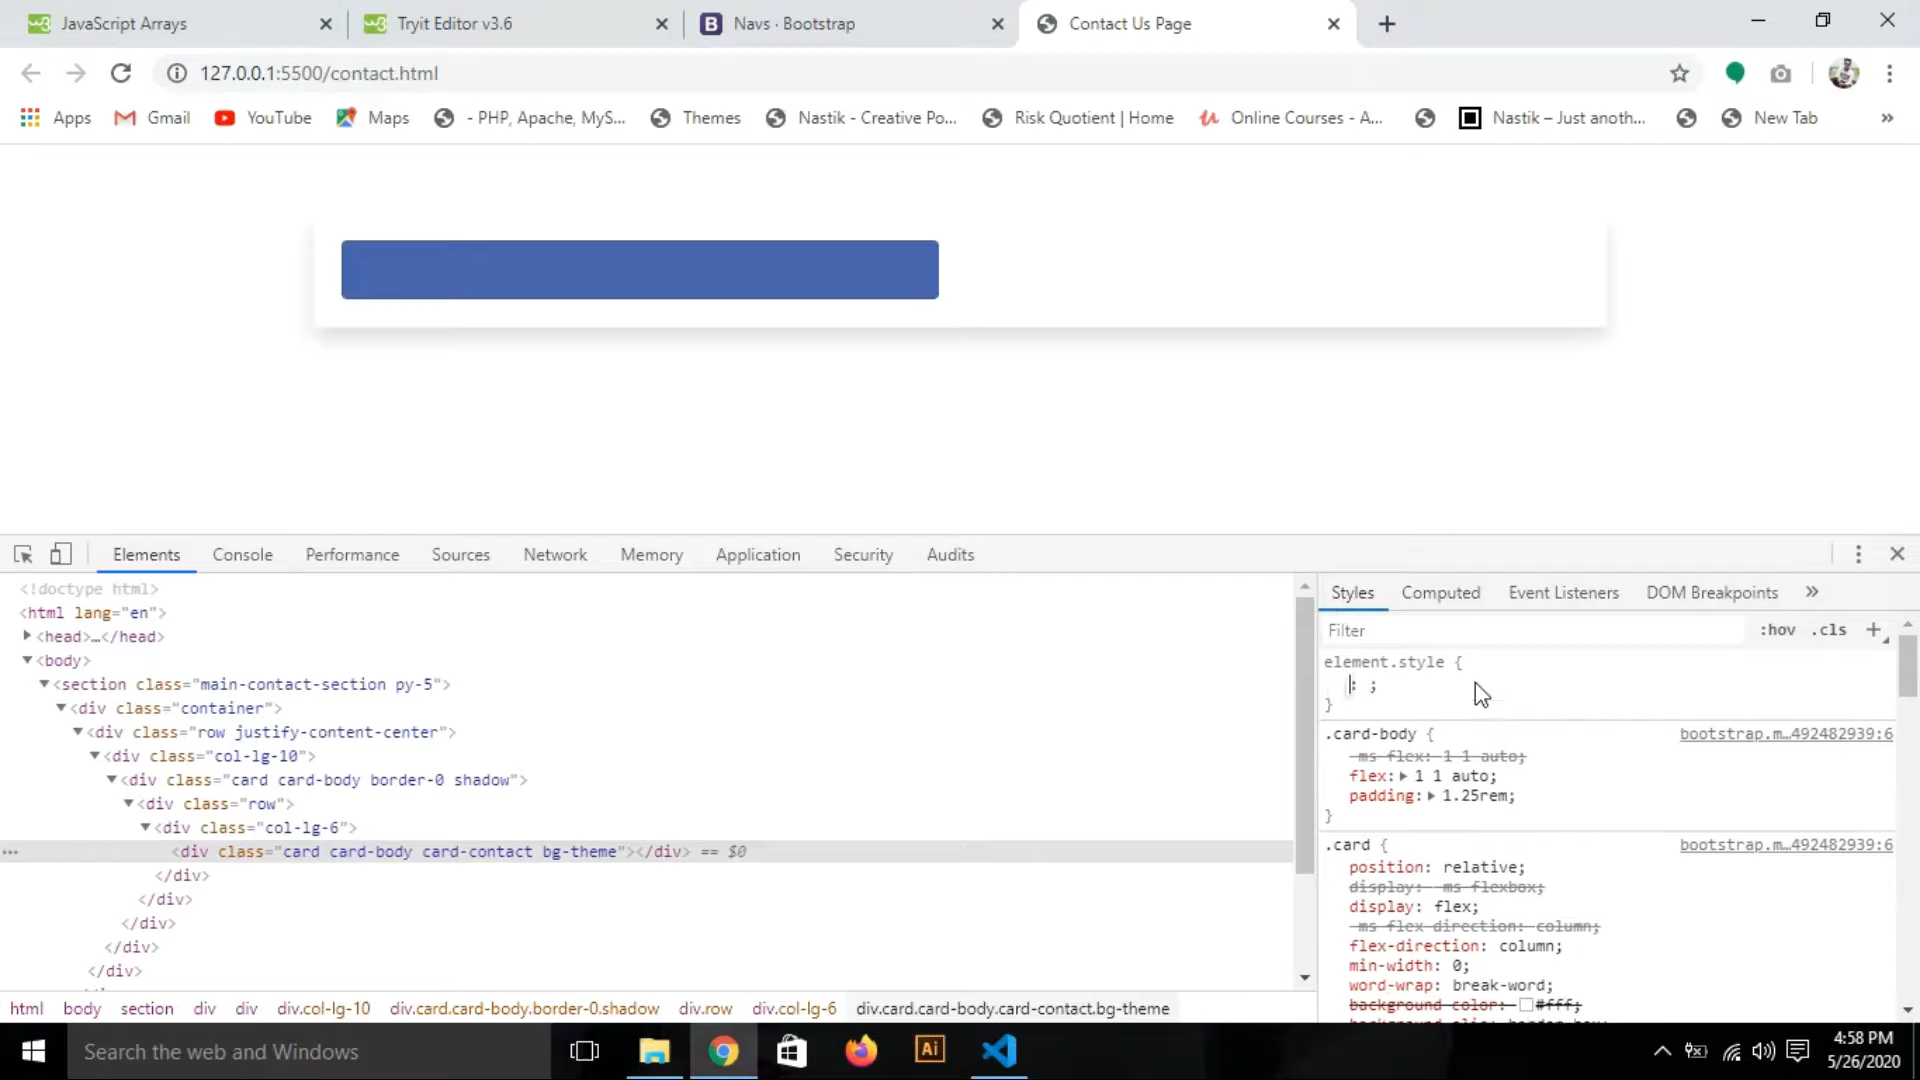 JavaScript Arrays
Tryit Editor v3.6
Navs · Bootstrap
Contact Us Page
127.0.0.1:5500/contact.html
Apps
Gmail
YouTube
Maps
- PHP, Apache, MyS...
Themes
Nastik - Creative Po...
Risk Quotient | Home
Online Courses - A...
Nastik – Just anoth...
New Tab
»
Elements
Console
Performance
Sources
Network
Memory
Application
Security
Audits
<!doctype html>
<html lang="en">
<head>…</head>
<body>
<section class="main-contact-section py-5">
<div class="container">
<div class="row justify-content-center">
<div class="col-lg-10">
<div class="card card-body border-0 shadow">
<div class="row">
<div class="col-lg-6">
<div class="card card-body card-contact bg-theme"></div> == $0
</div>
</div>
</div>
</div>
</div>
html
body
section
div
div
div.col-lg-10
div.card.card-body.border-0.shadow
div.row
div.col-lg-6
div.card.card-body.card-contact.bg-theme
Styles
Computed
Event Listeners
DOM Breakpoints
»
Filter
:hov
.cls
+
element.style {
: ;
}
.card-body {
bootstrap.m…492482939:6
-ms-flex: 1 1 auto;
flex: 1 1 auto;
padding: 1.25rem;
}
.card {
bootstrap.m…492482939:6
position: relative;
display: -ms-flexbox;
display: flex;
-ms-flex-direction: column;
flex-direction: column;
min-width: 0;
word-wrap: break-word;
background-color: #fff;
background-clip: border-box;
Search the web and Windows
Ai
4:58 PM
5/26/2020